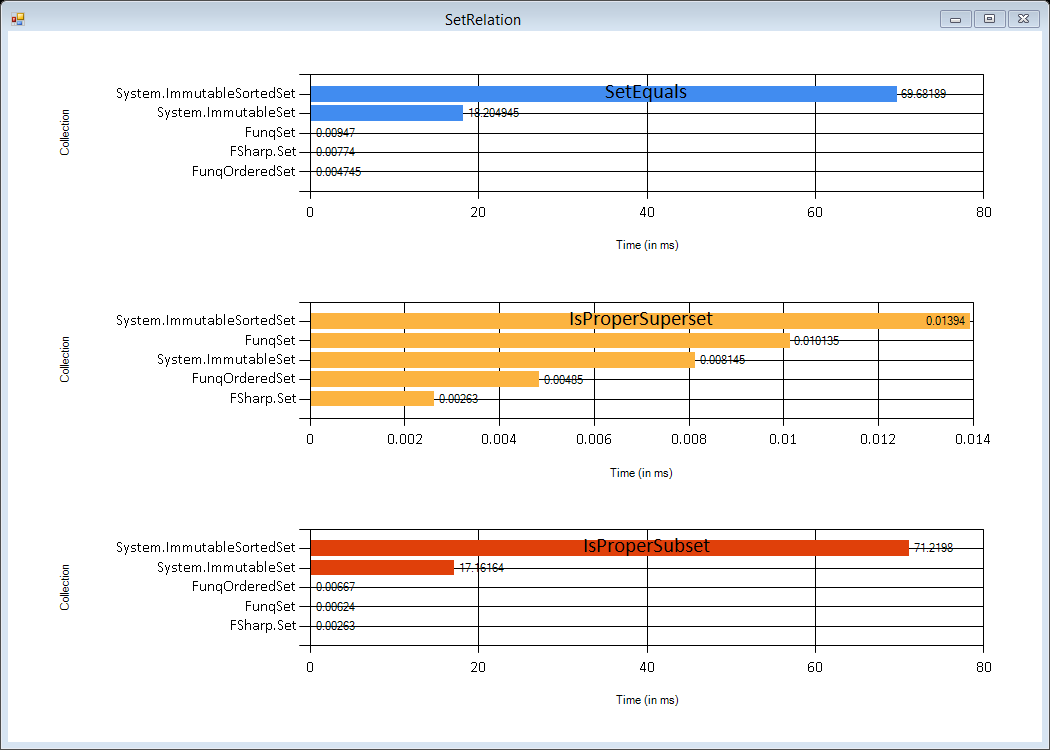 SetRelation
SetEquals
Collection
System.ImmutableSortedSet 69.68189
System.ImmutableSet 18.204945
FunqSet 0.00947
FSharp.Set 0.00774
FunqOrderedSet 0.004745
0 20 40 60 80
Time (in ms)
IsProperSuperset
Collection
System.ImmutableSortedSet 0.01394
FunqSet 0.010135
System.ImmutableSet 0.008145
FunqOrderedSet 0.00485
FSharp.Set 0.00263
0 0.002 0.004 0.006 0.008 0.01 0.012 0.014
Time (in ms)
IsProperSubset
Collection
System.ImmutableSortedSet 71.2198
System.ImmutableSet 17.16164
FunqOrderedSet 0.00667
FunqSet 0.00624
FSharp.Set 0.00263
0 20 40 60 80
Time (in ms)